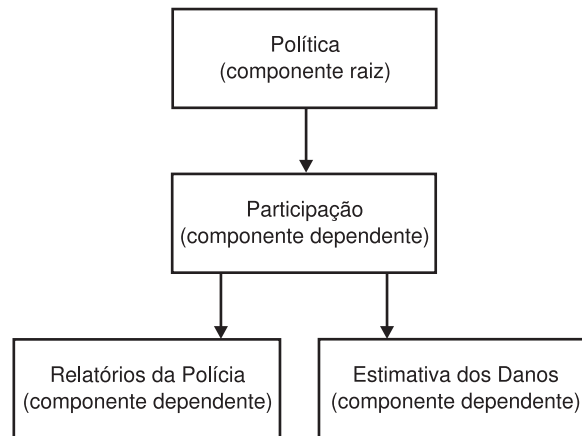 Política
(componente raiz)
Participação
(componente dependente)
Relatórios da Polícia
(componente dependente)
Estimativa dos Danos
(componente dependente)